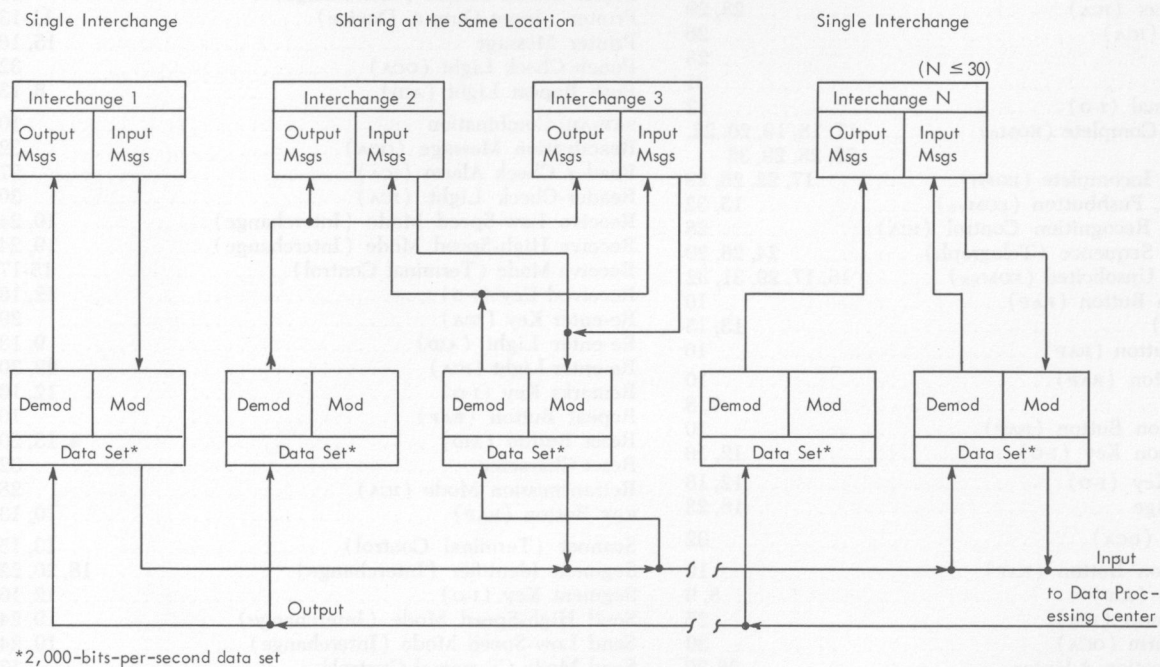 Single Interchange
Sharing at the Same Location
Single Interchange
(N ≤ 30)
Interchange 1
Interchange 2
Interchange 3
Interchange N
Output Msgs
Input Msgs
Output Msgs
Input Msgs
Output Msgs
Input Msgs
Output Msgs
Input Msgs
Demod
Mod
Demod
Mod
Demod
Mod
Demod
Mod
Demod
Mod
Data Set*
Data Set*
Data Set*
Data Set*
Data Set*
Input
to Data Proc-
essing Center
Output
*2,000-bits-per-second data set